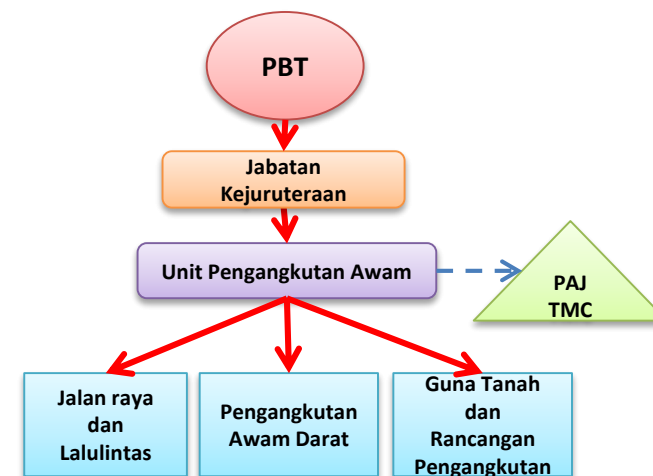 PBT
Jabatan
Kejuruteraan
Unit Pengangkutan Awam
PAJ
TMC
Jalan raya
dan
Lalulintas
Pengangkutan
Awam Darat
Guna Tanah
dan
Rancangan
Pengangkutan